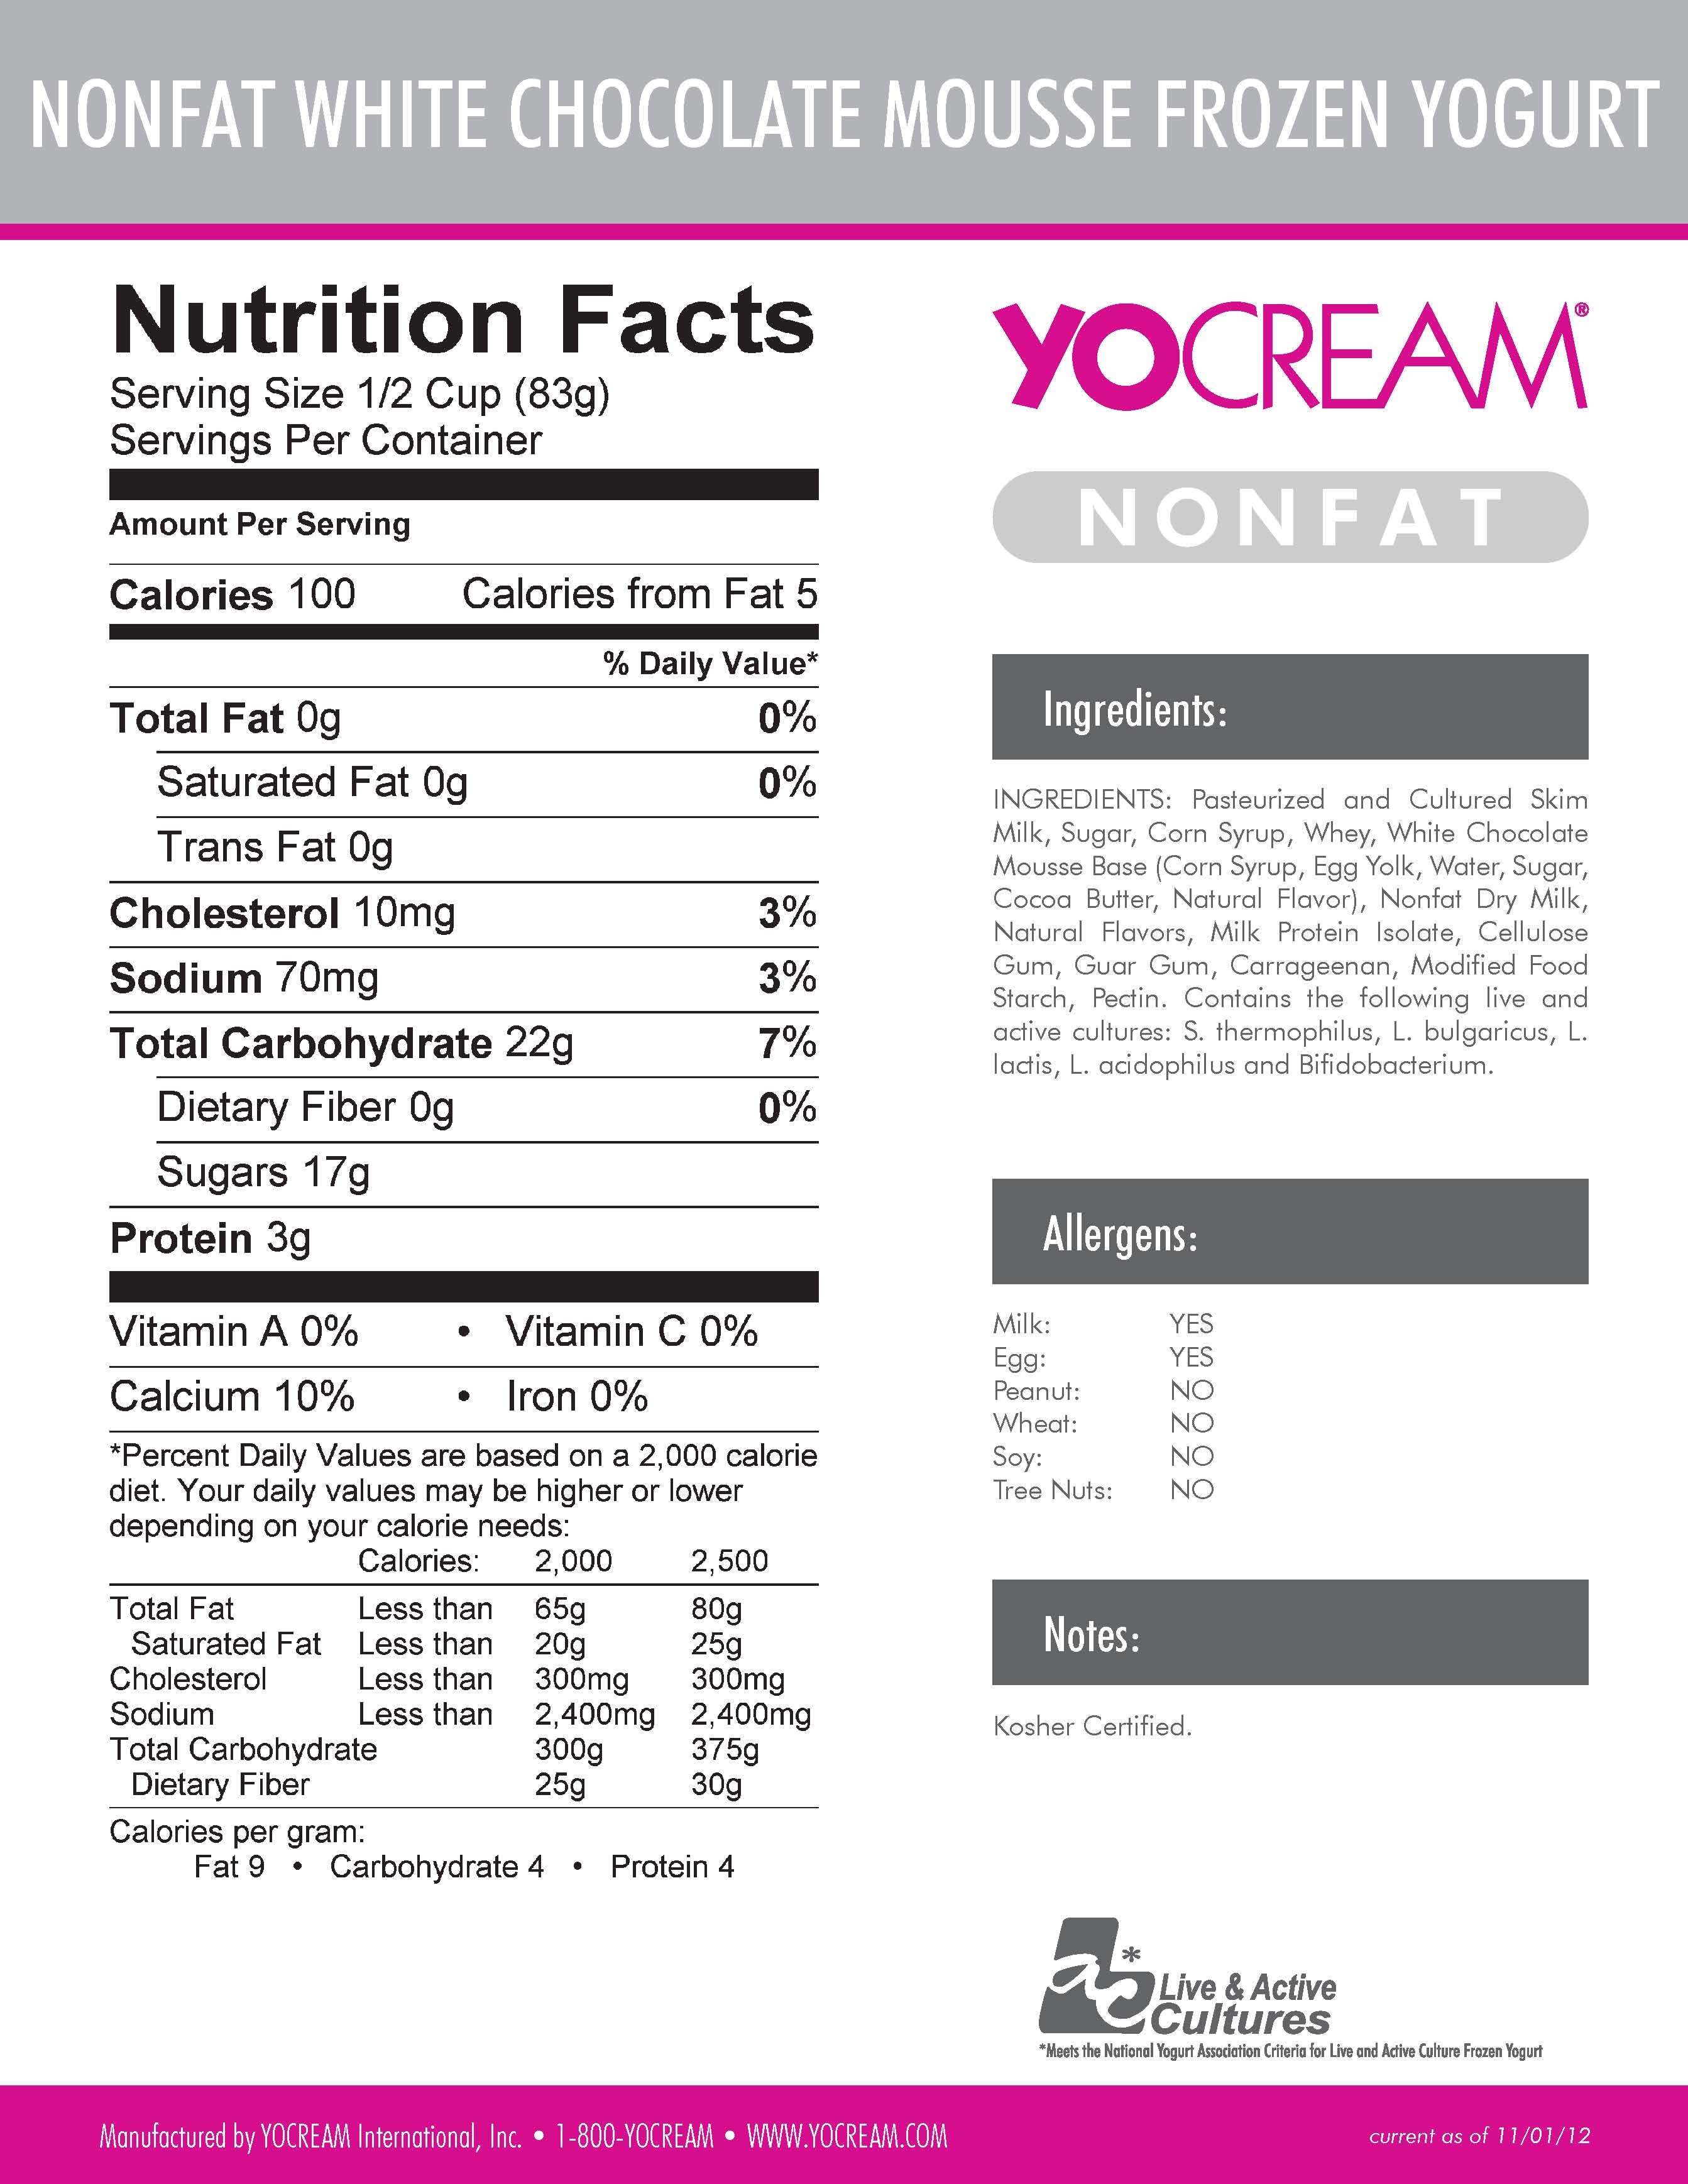 NONFAT WHITE CHOCOLATE MOUSSE FROZEN YOGURT
Nutrition Facts
Serving Size 1/2 Cup (83g)
Servings Per Container
Amount Per Serving
Calories 100 Calories from Fat 5
% Daily Value*
Total Fat 0g 0%
Saturated Fat 0g 0%
Trans Fat 0g
Cholesterol 10mg 3%
Sodium 70mg 3%
Total Carbohydrate 22g 7%
Dietary Fiber 0g 0%
Sugars 17g
Protein 3g
Vitamin A 0% • Vitamin C 0%
Calcium 10% • Iron 0%
*Percent Daily Values are based on a 2,000 calorie
diet. Your daily values may be higher or lower
depending on your calorie needs:
Calories: 2,000 2,500
Total Fat Less than 65g 80g
Saturated Fat Less than 20g 25g
Cholesterol Less than 300mg 300mg
Sodium Less than 2,400mg 2,400mg
Total Carbohydrate 300g 375g
Dietary Fiber 25g 30g
Calories per gram:
Fat 9 • Carbohydrate 4 • Protein 4
YOCREAM®
NONFAT
Ingredients:
INGREDIENTS: Pasteurized and Cultured Skim
Milk, Sugar, Corn Syrup, Whey, White Chocolate
Mousse Base (Corn Syrup, Egg Yolk, Water, Sugar,
Cocoa Butter, Natural Flavor), Nonfat Dry Milk,
Natural Flavors, Milk Protein Isolate, Cellulose
Gum, Guar Gum, Carrageenan, Modified Food
Starch, Pectin. Contains the following live and
active cultures: S. thermophilus, L. bulgaricus, L.
lactis, L. acidophilus and Bifidobacterium.
Allergens:
Milk: YES
Egg: YES
Peanut: NO
Wheat: NO
Soy: NO
Tree Nuts: NO
Notes:
Kosher Certified.
ac*
Live & Active
Cultures
*Meets the National Yogurt Association Criteria for Live and Active Culture Frozen Yogurt
Manufactured by YOCREAM International, Inc. • 1-800-YOCREAM • WWW.YOCREAM.COM
current as of 11/01/12